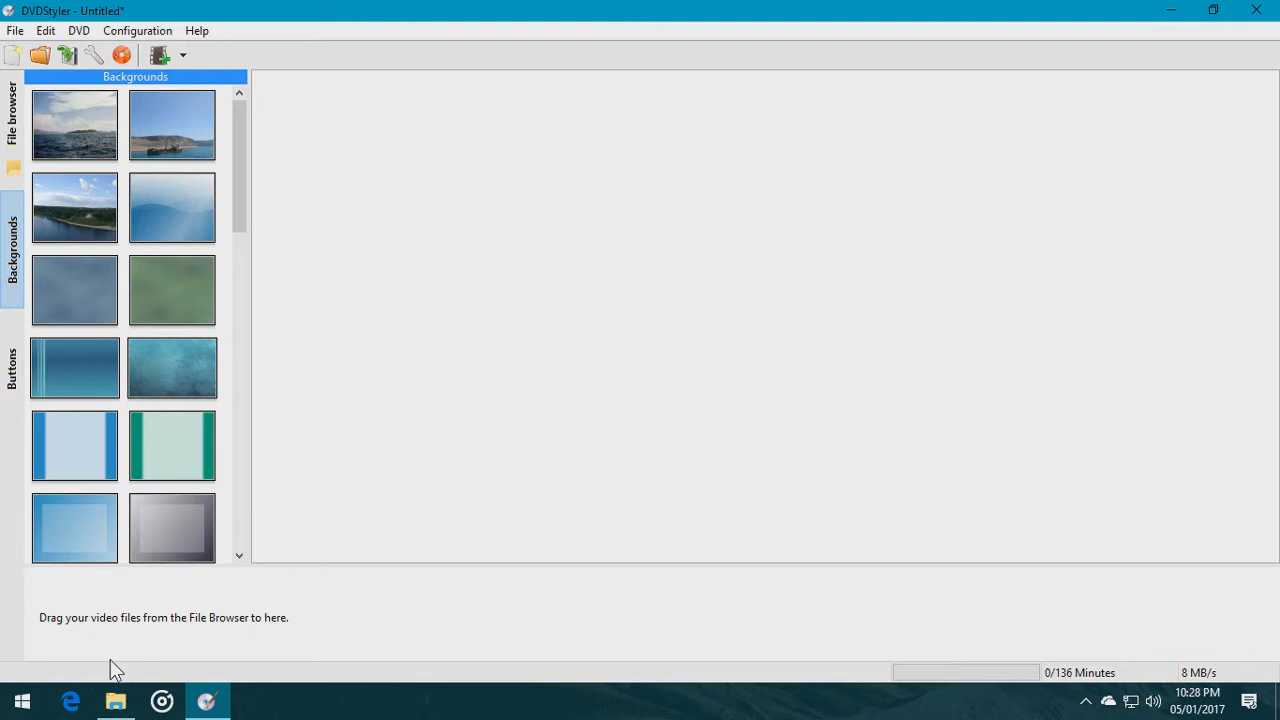 DVDStyler - Untitled*
File Edit DVD Configuration Help
Backgrounds
File browser
Backgrounds
Buttons
Drag your video files from the File Browser to here.
0/136 Minutes
8 MB/s
10:28 PM
05/01/2017